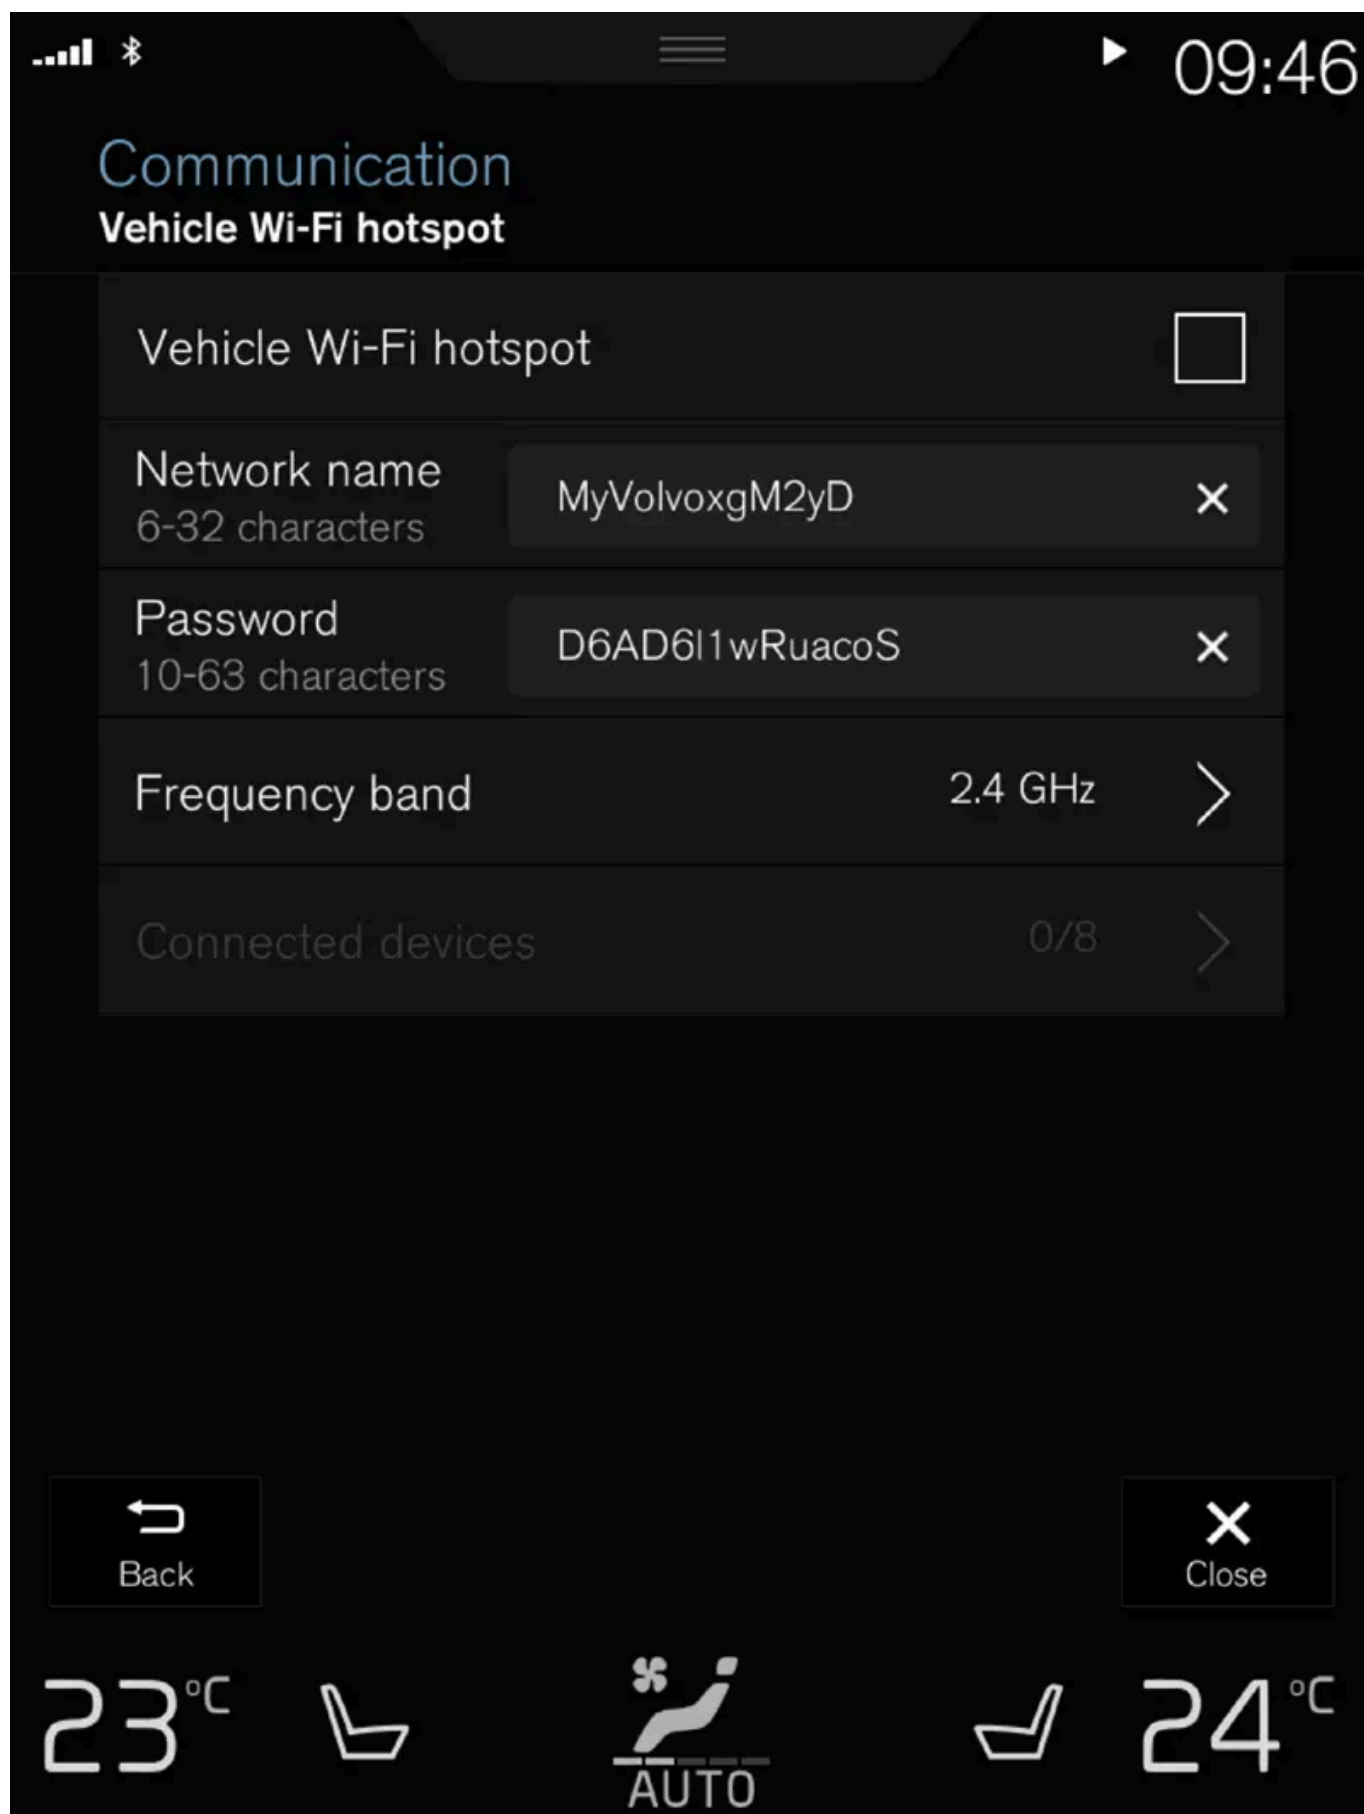 09:46
Communication
Vehicle Wi-Fi hotspot
Vehicle Wi-Fi hotspot
Network name
6-32 characters
MyVolvoxgM2yD
Password
10-63 characters
D6AD6l1wRuacoS
Frequency band 2.4 GHz
Connected devices 0/8
Back
Close
23°C
AUTO
24°C